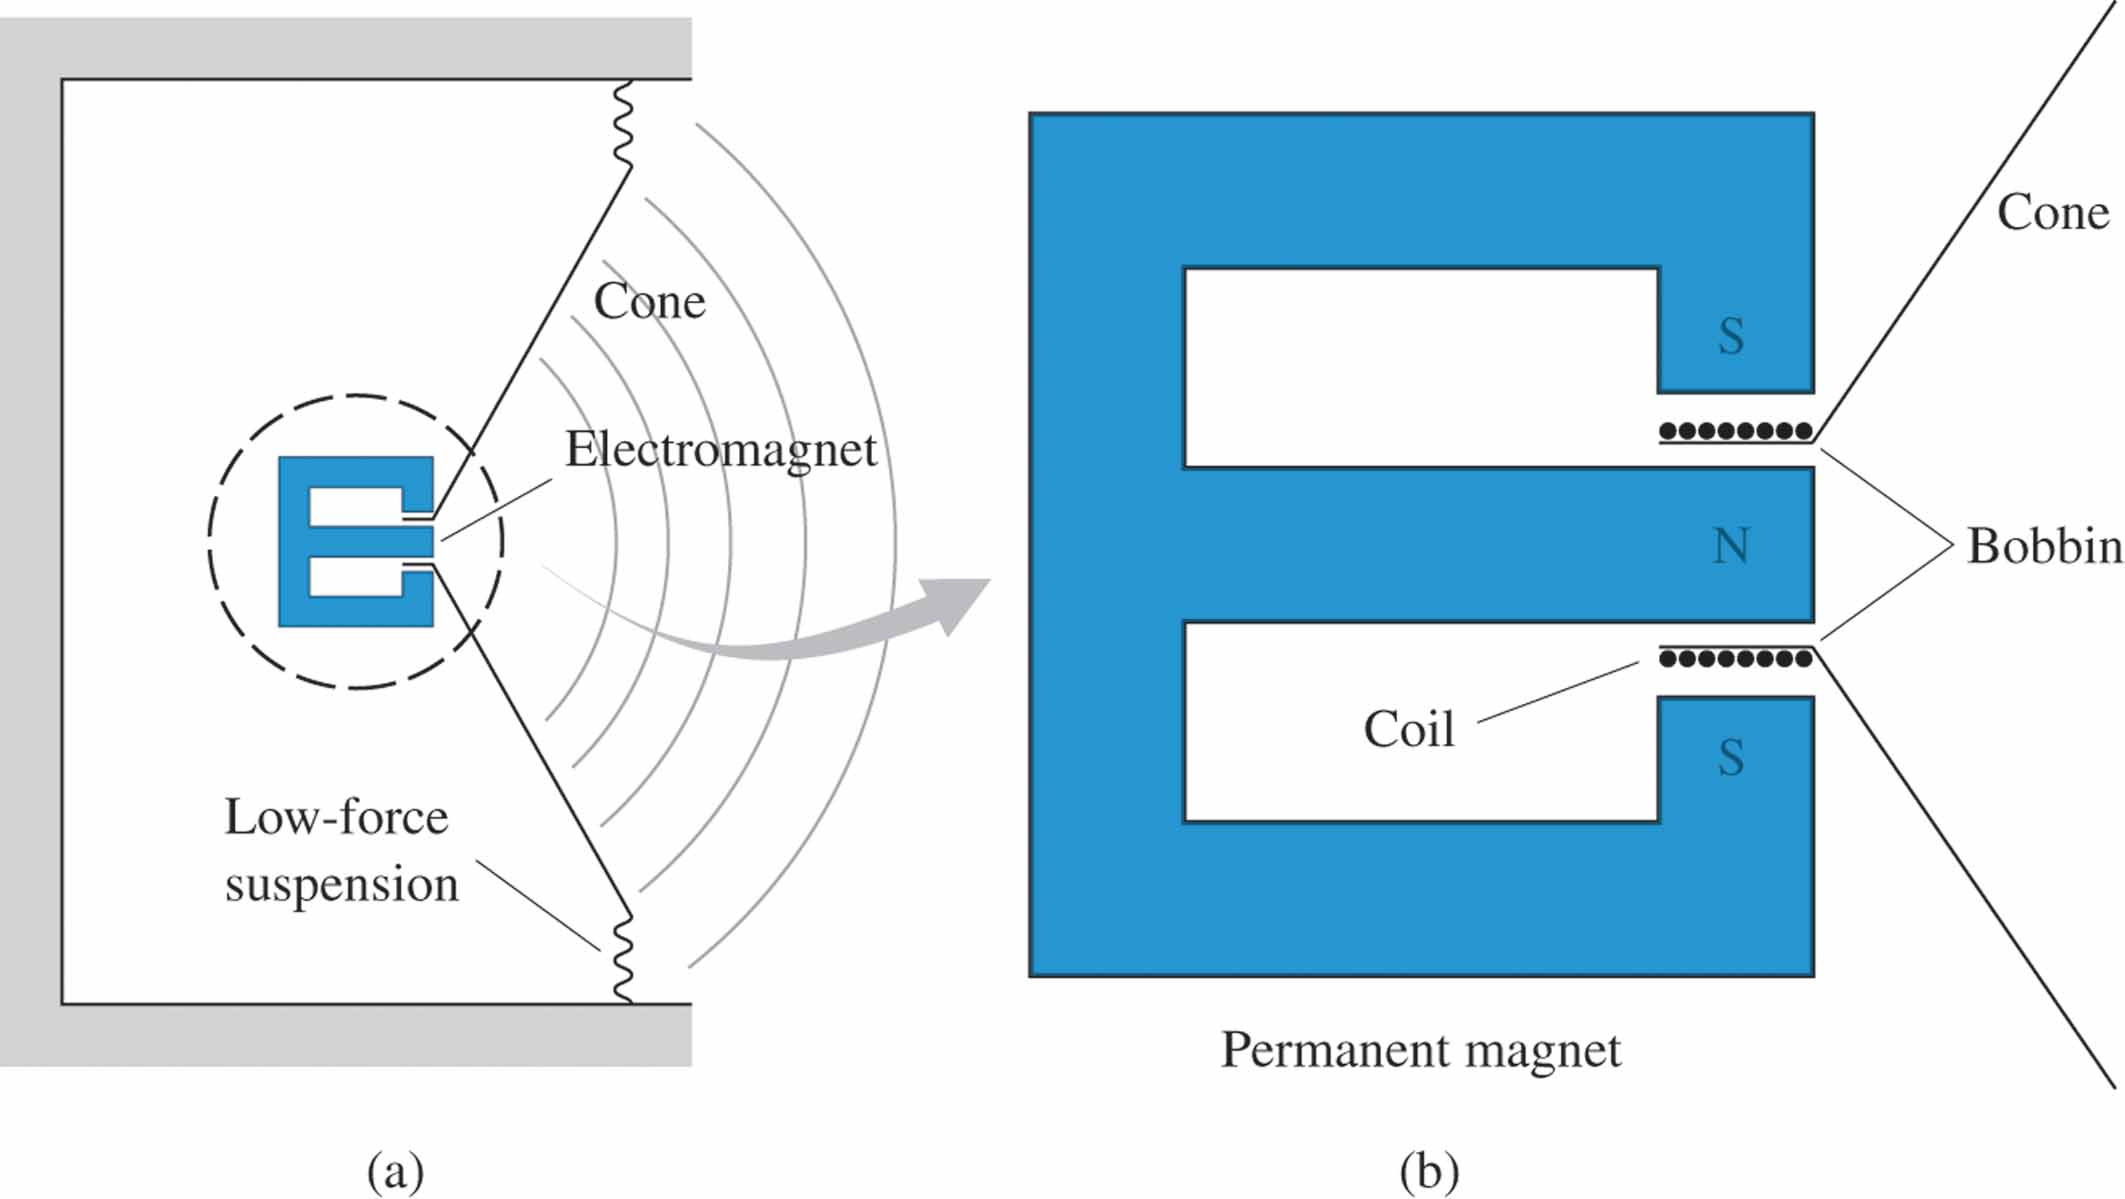 Cone
Electromagnet
Low-force
suspension
(a)
Cone
S
N
Bobbin
Coil
S
Permanent magnet
(b)